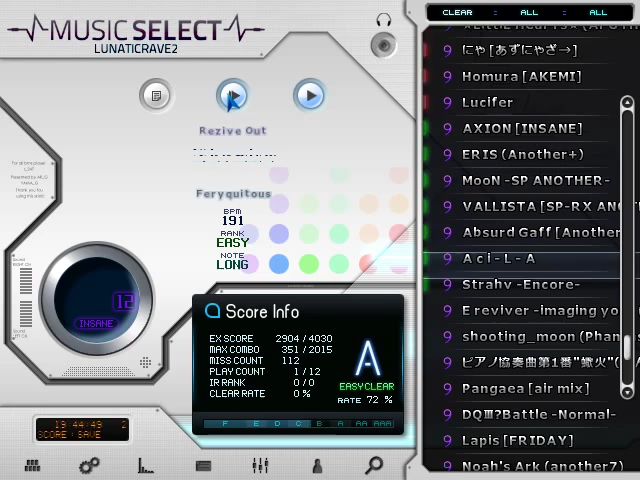 MUSIC SELECT
LUNATICRAVE2
CLEAR : ALL : ALL
Rezive Out
Feryquitous
BPM
191
RANK
EASY
NOTE
LONG
12
INSANE
Score Info
EX SCORE 2904 / 4030
MAX COMBO 351 / 2015
MISS COUNT 112
PLAY COUNT 1 / 12
IR RANK 0 / 0
CLEAR RATE 0 %
A
EASYCLEAR
RATE 72 %
F E D C B A AA AAA
19 44:49 2
SCORE : SAVE
9 にゃ [あずにゃざ→]
9 Homura [AKEMI]
9 Lucifer
9 AXION [INSANE]
9 ERIS (Another+)
9 MooN -SP ANOTHER-
9 VALLISTA [SP-RX AN
9 Absurd Gaff [Another
9 A c i - L - A
9 Strahv -Encore-
9 E reviver -imaging yo
9 shooting_moon (Phan
9 ピアノ協奏曲第1番"蠍火"
9 Pangaea [air mix]
9 DQⅢ?Battle -Normal-
9 Lapis [FRIDAY]
9 Noah's Ark (another7)